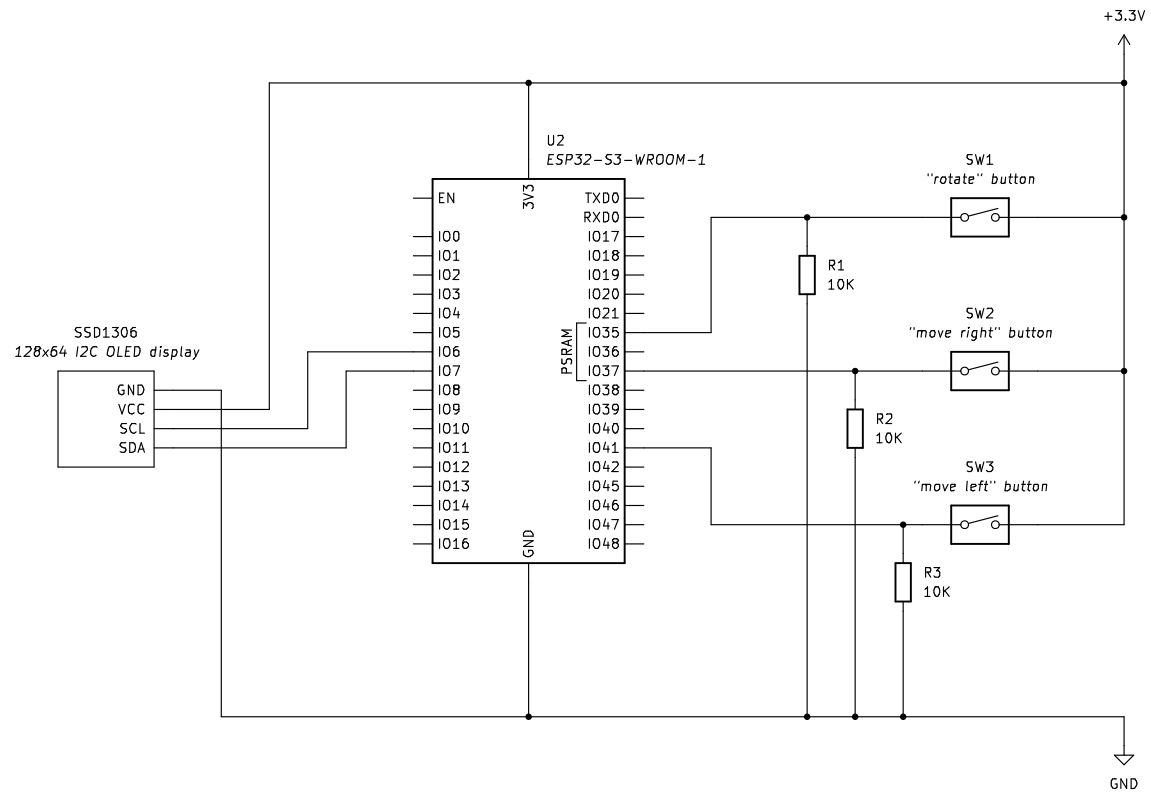 +3.3V
U2
ESP32-S3-WROOM-1
3V3
EN
IO0
IO1
IO2
IO3
IO4
IO5
IO6
IO7
IO8
IO9
IO10
IO11
IO12
IO13
IO14
IO15
IO16
GND
TXD0
RXD0
IO17
IO18
IO19
IO20
IO21
IO35
IO36
IO37
IO38
IO39
IO40
IO41
IO42
IO45
IO46
IO47
IO48
PSRAM
SSD1306
128x64 I2C OLED display
GND
VCC
SCL
SDA
SW1
"rotate" button
R1
10K
SW2
"move right" button
R2
10K
SW3
"move left" button
R3
10K
GND